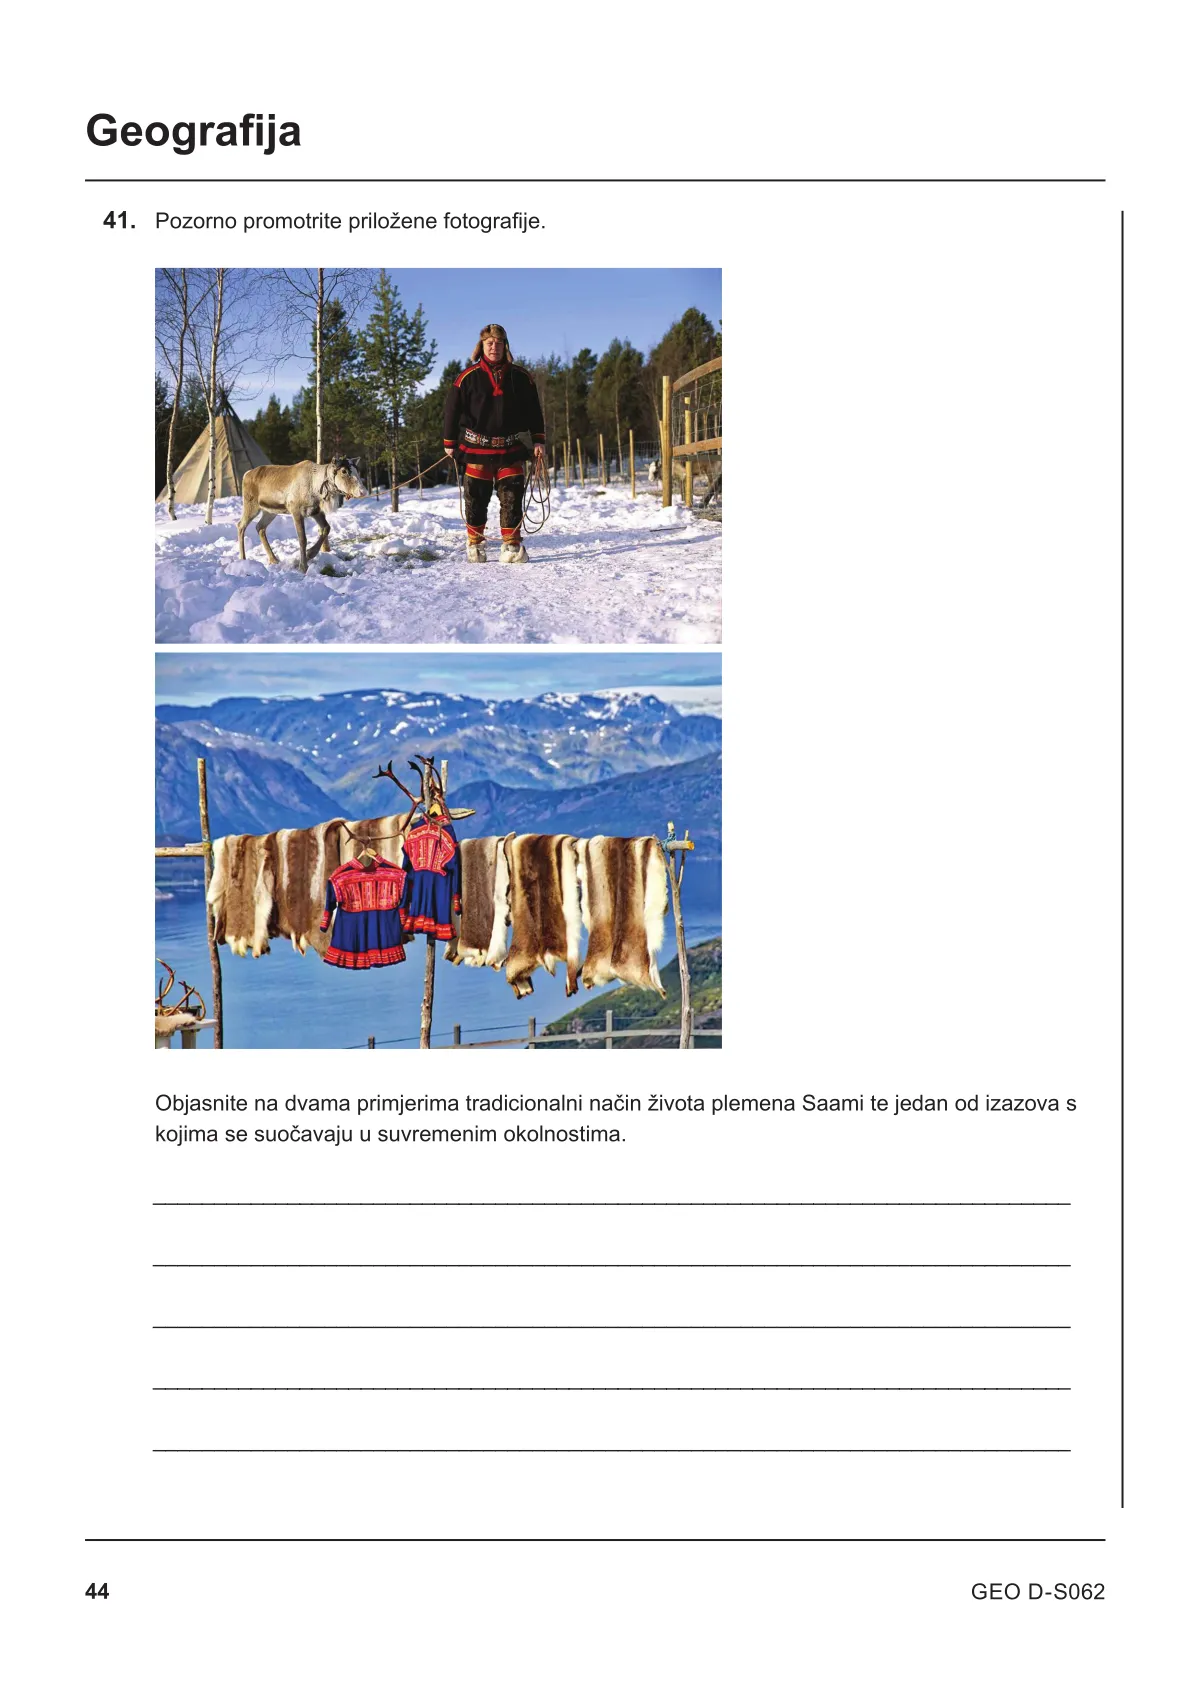 Geografija
41. Pozorno promotrite priložene fotografije.
Objasnite na dvama primjerima tradicionalni način života plemena Saami te jedan od izazova s
kojima se suočavaju u suvremenim okolnostima.
44
GEO D-S062